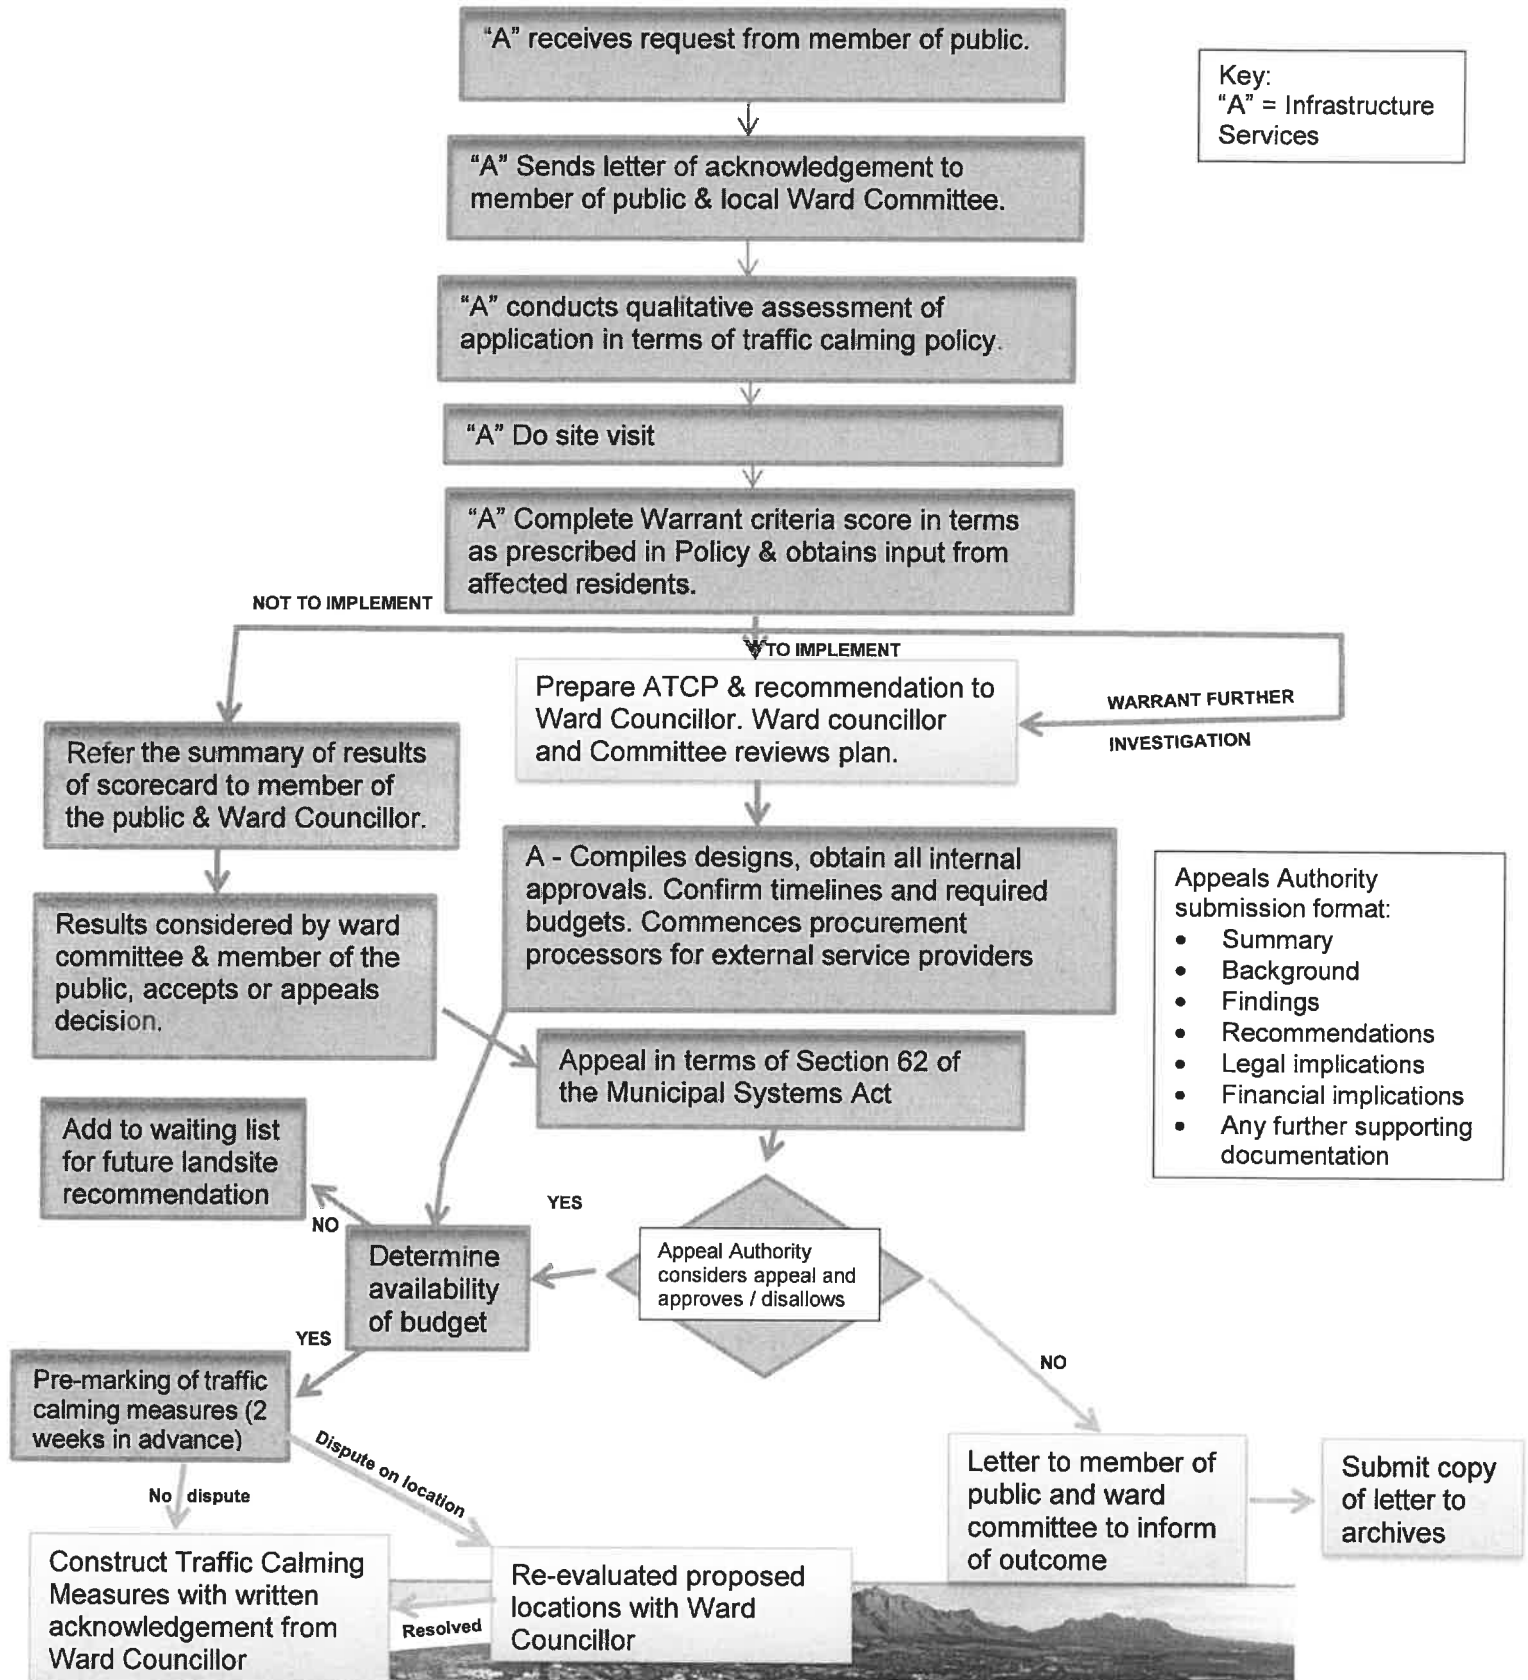 “A” receives request from member of public.
Key:
“A” = Infrastructure
Services
“A” Sends letter of acknowledgement to
member of public & local Ward Committee.
“A” conducts qualitative assessment of
application in terms of traffic calming policy.
“A” Do site visit
“A” Complete Warrant criteria score in terms
as prescribed in Policy & obtains input from
affected residents.
NOT TO IMPLEMENT
TO IMPLEMENT
Prepare ATCP & recommendation to
Ward Councillor. Ward councillor
and Committee reviews plan.
WARRANT FURTHER
INVESTIGATION
Refer the summary of results
of scorecard to member of
the public & Ward Councillor.
A - Compiles designs, obtain all internal
approvals. Confirm timelines and required
budgets. Commences procurement
processors for external service providers
Results considered by ward
committee & member of the
public, accepts or appeals
decision.
Appeals Authority
submission format:
• Summary
• Background
• Findings
• Recommendations
• Legal implications
• Financial implications
• Any further supporting
documentation
Appeal in terms of Section 62 of
the Municipal Systems Act
Add to waiting list
for future landsite
recommendation
NO
YES
Determine
availability
of budget
Appeal Authority
considers appeal and
approves / disallows
YES
NO
Pre-marking of traffic
calming measures (2
weeks in advance)
Dispute on location
No dispute
Letter to member of
public and ward
committee to inform
of outcome
Submit copy
of letter to
archives
Construct Traffic Calming
Measures with written
acknowledgement from
Ward Councillor
Resolved
Re-evaluated proposed
locations with Ward
Councillor